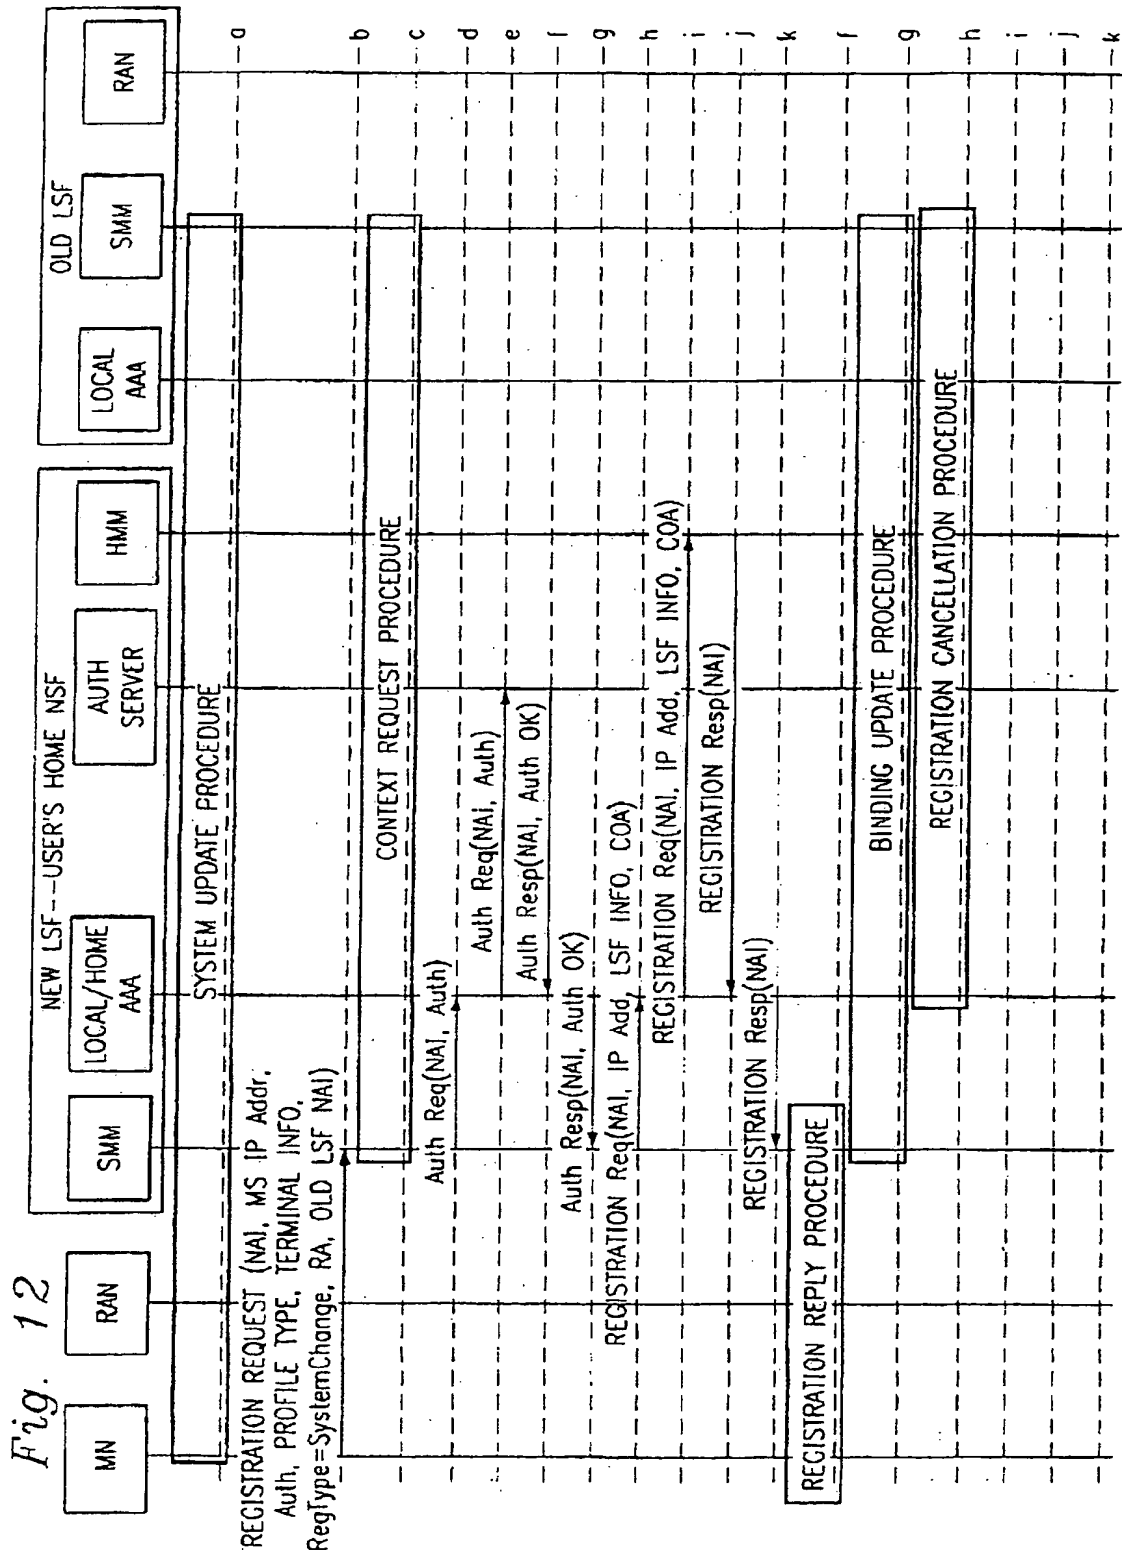 Fig. 12
NEW LSF--USER'S HOME NSF
OLD LSF
MN
RAN
SMM
LOCAL/HOME
AAA
AUTH
SERVER
HMM
LOCAL
AAA
SMM
RAN
SYSTEM UPDATE PROCEDURE
a
REGISTRATION REQUEST (NAI, MS IP Addr,
Auth, PROFILE TYPE, TERMINAL INFO,
RegType=SystemChange, RA, OLD LSF NAI)
b
CONTEXT REQUEST PROCEDURE
c
Auth Req(NAI, Auth)
d
Auth Req(NAI, Auth)
e
Auth Resp(NAI, Auth OK)
f
Auth Resp(NAI, Auth OK)
g
REGISTRATION Req(NAI, IP Add, LSF INFO, COA)
h
REGISTRATION Req(NAI, IP Add, LSF INFO, COA)
i
REGISTRATION Resp(NAI)
j
REGISTRATION Resp(NAI)
k
REGISTRATION REPLY PROCEDURE
f
BINDING UPDATE PROCEDURE
g
REGISTRATION CANCELLATION PROCEDURE
h
i
j
k